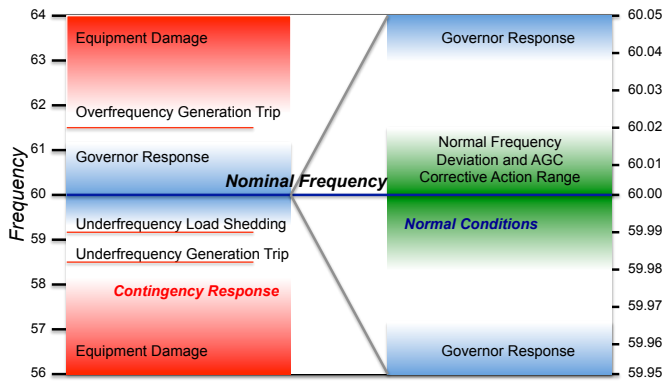 64
63
62
61
60
59
58
57
56
Frequency
Equipment Damage
Overfrequency Generation Trip
Governor Response
Nominal Frequency
Underfrequency Load Shedding
Underfrequency Generation Trip
Contingency Response
Equipment Damage
Governor Response
Normal Frequency
Deviation and AGC
Corrective Action Range
Normal Conditions
Governor Response
60.05
60.04
60.03
60.02
60.01
60.00
59.99
59.98
59.97
59.96
59.95